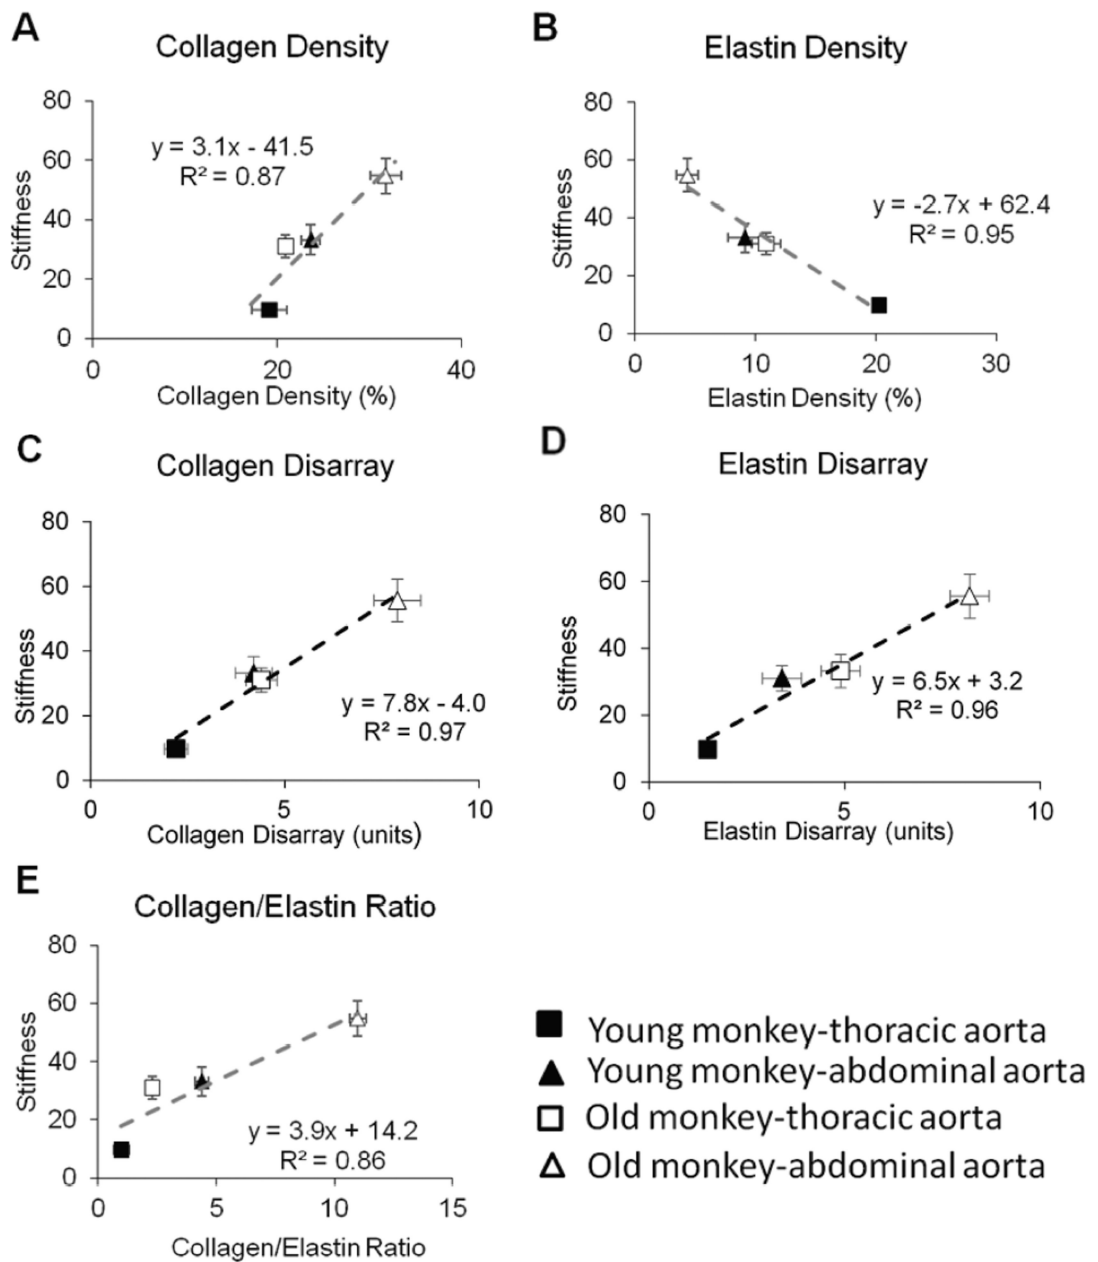 A
Collagen Density
80
60
40
20
0
Stiffness
y = 3.1x - 41.5
R² = 0.87
0 20 40
Collagen Density (%)
B
Elastin Density
80
60
40
20
0
Stiffness
y = -2.7x + 62.4
R² = 0.95
0 10 20 30
Elastin Density (%)
C
Collagen Disarray
80
60
40
20
0
Stiffness
y = 7.8x - 4.0
R² = 0.97
0 5 10
Collagen Disarray (units)
D
Elastin Disarray
80
60
40
20
0
Stiffness
y = 6.5x + 3.2
R² = 0.96
0 5 10
Elastin Disarray (units)
E
Collagen/Elastin Ratio
80
60
40
20
0
Stiffness
y = 3.9x + 14.2
R² = 0.86
0 5 10 15
Collagen/Elastin Ratio
Young monkey-thoracic aorta
Young monkey-abdominal aorta
Old monkey-thoracic aorta
Old monkey-abdominal aorta